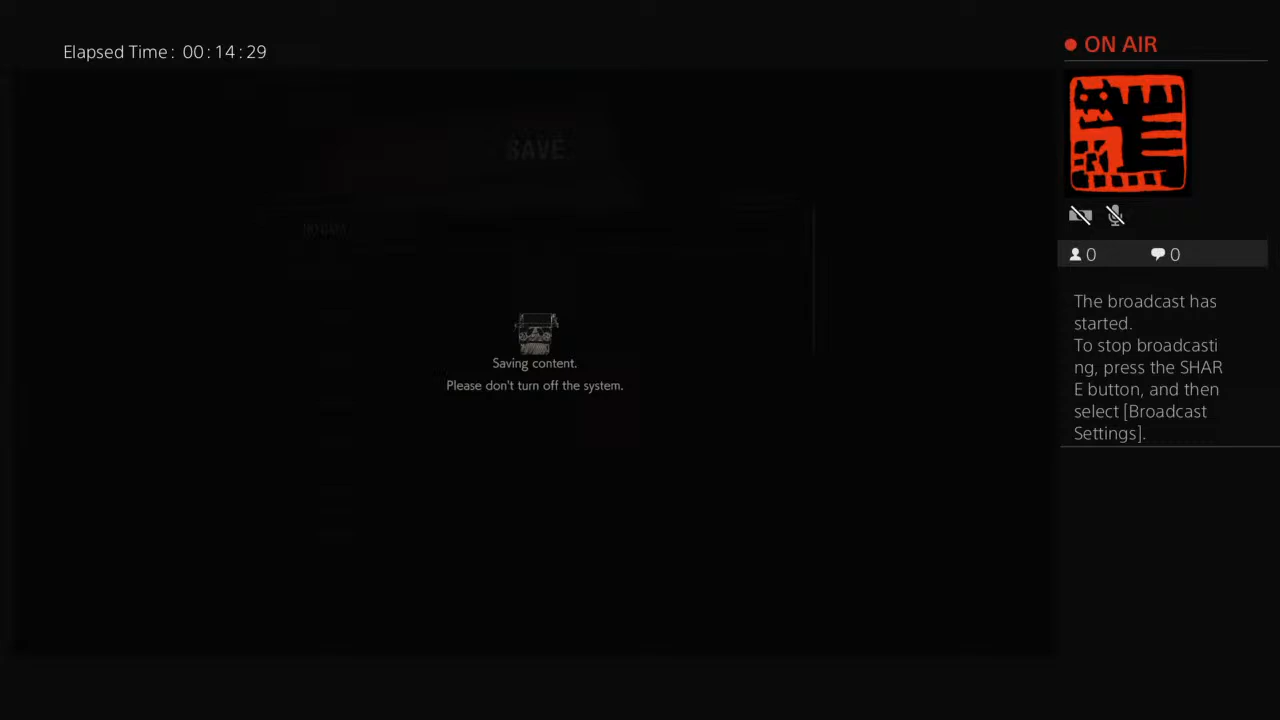 Elapsed Time: 00:14:29
ON AIR
SAVE
0 0
The broadcast has
started.
To stop broadcasti
ng, press the SHAR
E button, and then
select [Broadcast
Settings].
Saving content.
Please don't turn off the system.